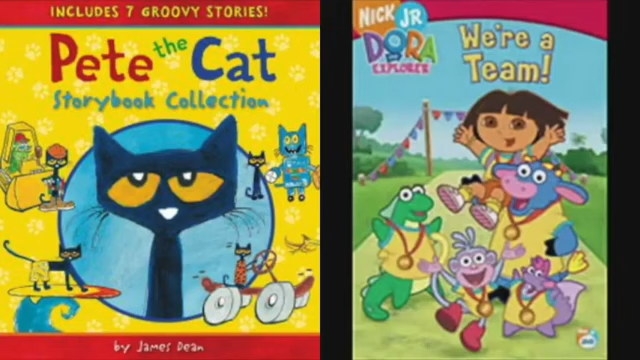 INCLUDES 7 GROOVY STORIES!
Pete the Cat
Storybook Collection
by James Dean
NICK JR
DORA
the
EXPLORER
We're a
Team!